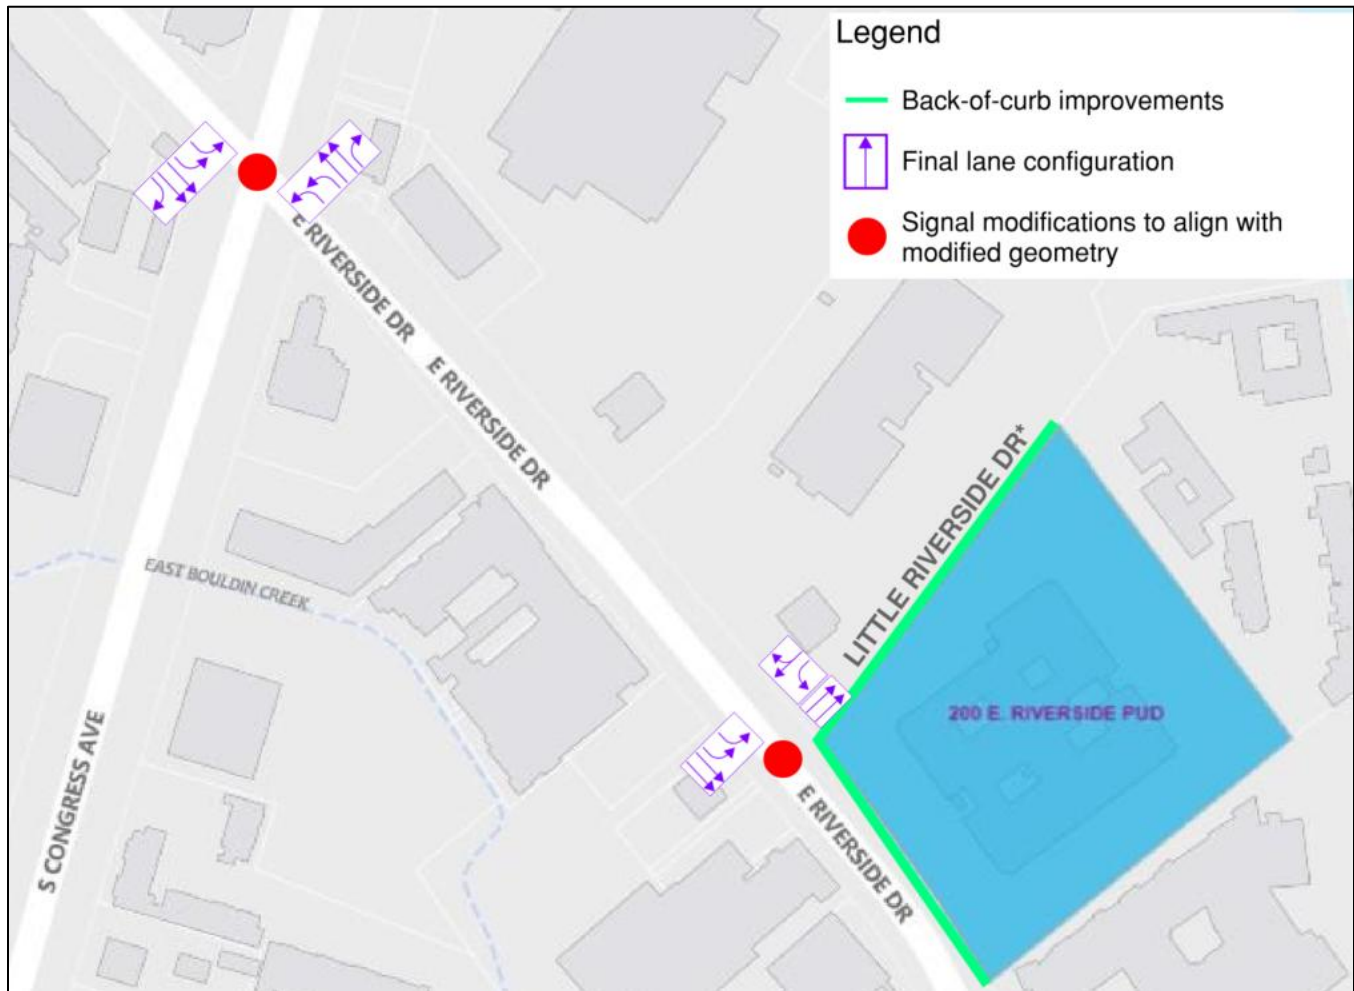 Legend
Back-of-curb improvements
Final lane configuration
Signal modifications to align with
modified geometry
E RIVERSIDE DR
E RIVERSIDE DR
LITTLE RIVERSIDE DR*
EAST BOULDIN CREEK
200 E. RIVERSIDE PUD
S CONGRESS AVE
E RIVERSIDE DR